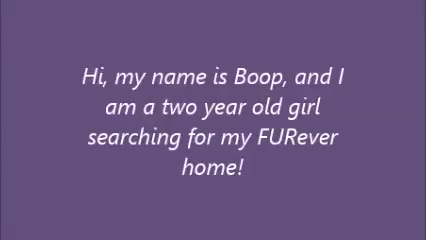 Hi, my name is Boop, and I
am a two year old girl
searching for my FURever
home!